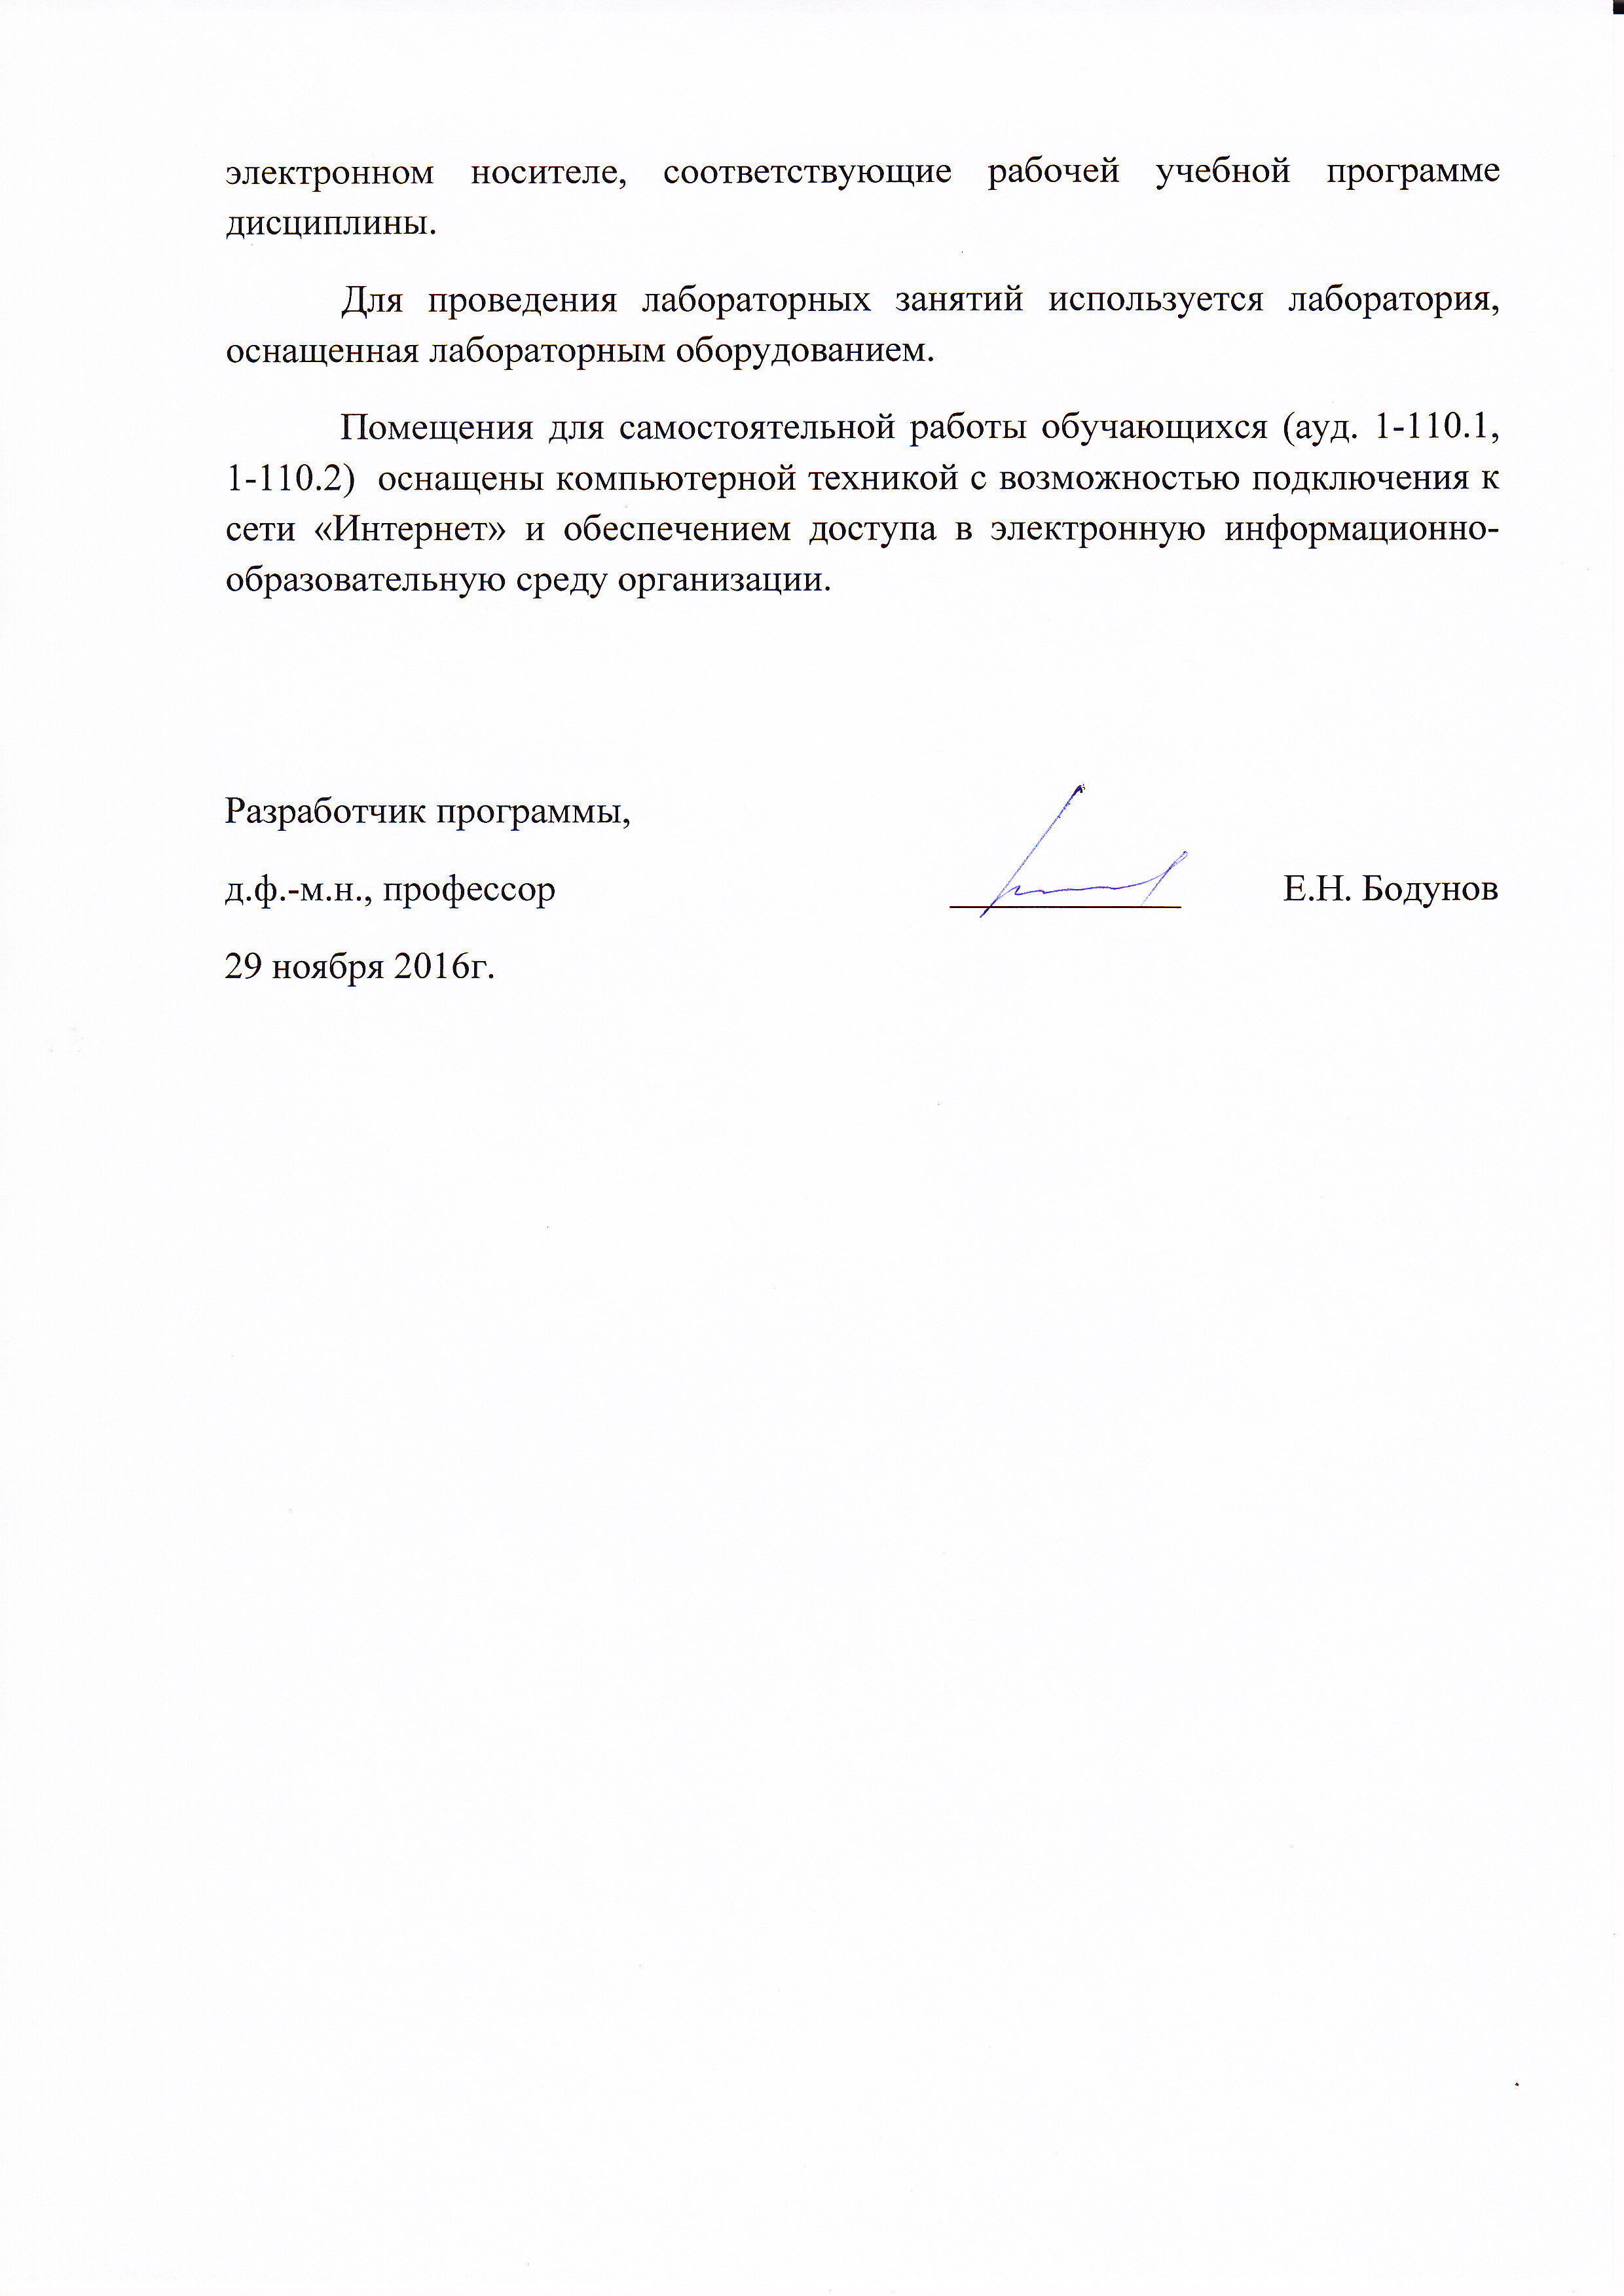 электронном носителе, соответствующие рабочей учебной программе
дисциплины.
Для проведения лабораторных занятий используется лаборатория,
оснащенная лабораторным оборудованием.
Помещения для самостоятельной работы обучающихся (ауд. 1-110.1,
1-110.2) оснащены компьютерной техникой с возможностью подключения к
сети «Интернет» и обеспечением доступа в электронную информационно-
образовательную среду организации.
Разработчик программы,
д.ф.-м.н., профессор Е.Н. Бодунов
29 ноября 2016г.